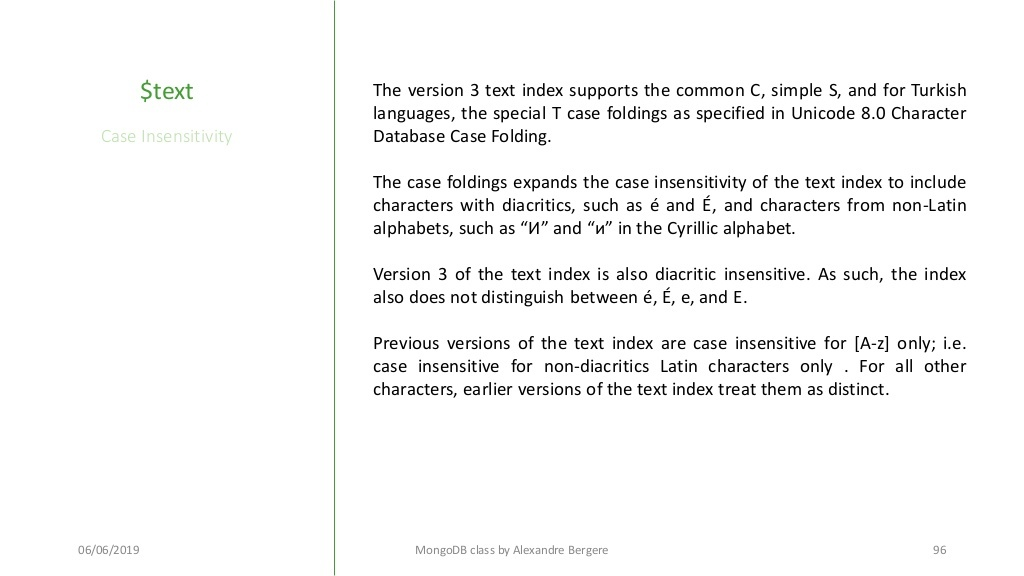 $text
Case Insensitivity
The version 3 text index supports the common C, simple S, and for Turkish
languages, the special T case foldings as specified in Unicode 8.0 Character
Database Case Folding.
The case foldings expands the case insensitivity of the text index to include
characters with diacritics, such as é and É, and characters from non-Latin
alphabets, such as “И” and “и” in the Cyrillic alphabet.
Version 3 of the text index is also diacritic insensitive. As such, the index
also does not distinguish between é, É, e, and E.
Previous versions of the text index are case insensitive for [A-z] only; i.e.
case insensitive for non-diacritics Latin characters only . For all other
characters, earlier versions of the text index treat them as distinct.
06/06/2019
MongoDB class by Alexandre Bergere
96